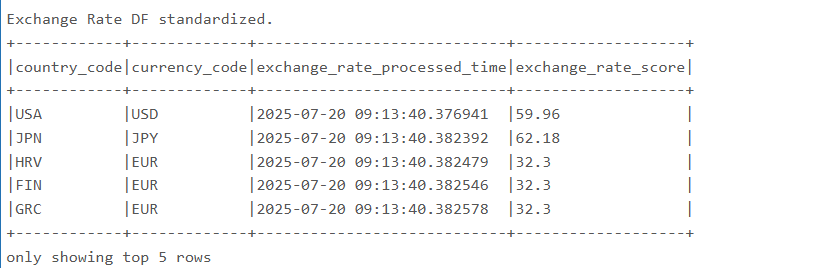 Exchange Rate DF standardized.
+------------+-------------+--------------------------+-------------------+
|country_code|currency_code|exchange_rate_processed_time|exchange_rate_score|
+------------+-------------+--------------------------+-------------------+
|USA         |USD          |2025-07-20 09:13:40.376941  |59.96              |
|JPN         |JPY          |2025-07-20 09:13:40.382392  |62.18              |
|HRV         |EUR          |2025-07-20 09:13:40.382479  |32.3               |
|FIN         |EUR          |2025-07-20 09:13:40.382546  |32.3               |
|GRC         |EUR          |2025-07-20 09:13:40.382578  |32.3               |
+------------+-------------+--------------------------+-------------------+
only showing top 5 rows